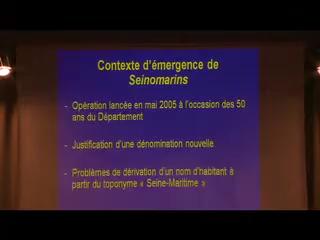 Contexte d'émergence de
Seinomarins
- Opération lancée en mai 2005 à l'occasion des 50
ans du Département
- Justification d'une dénomination nouvelle
- Problèmes de dérivation d'un nom d'habitant à
partir du toponyme « Seine-Maritime »